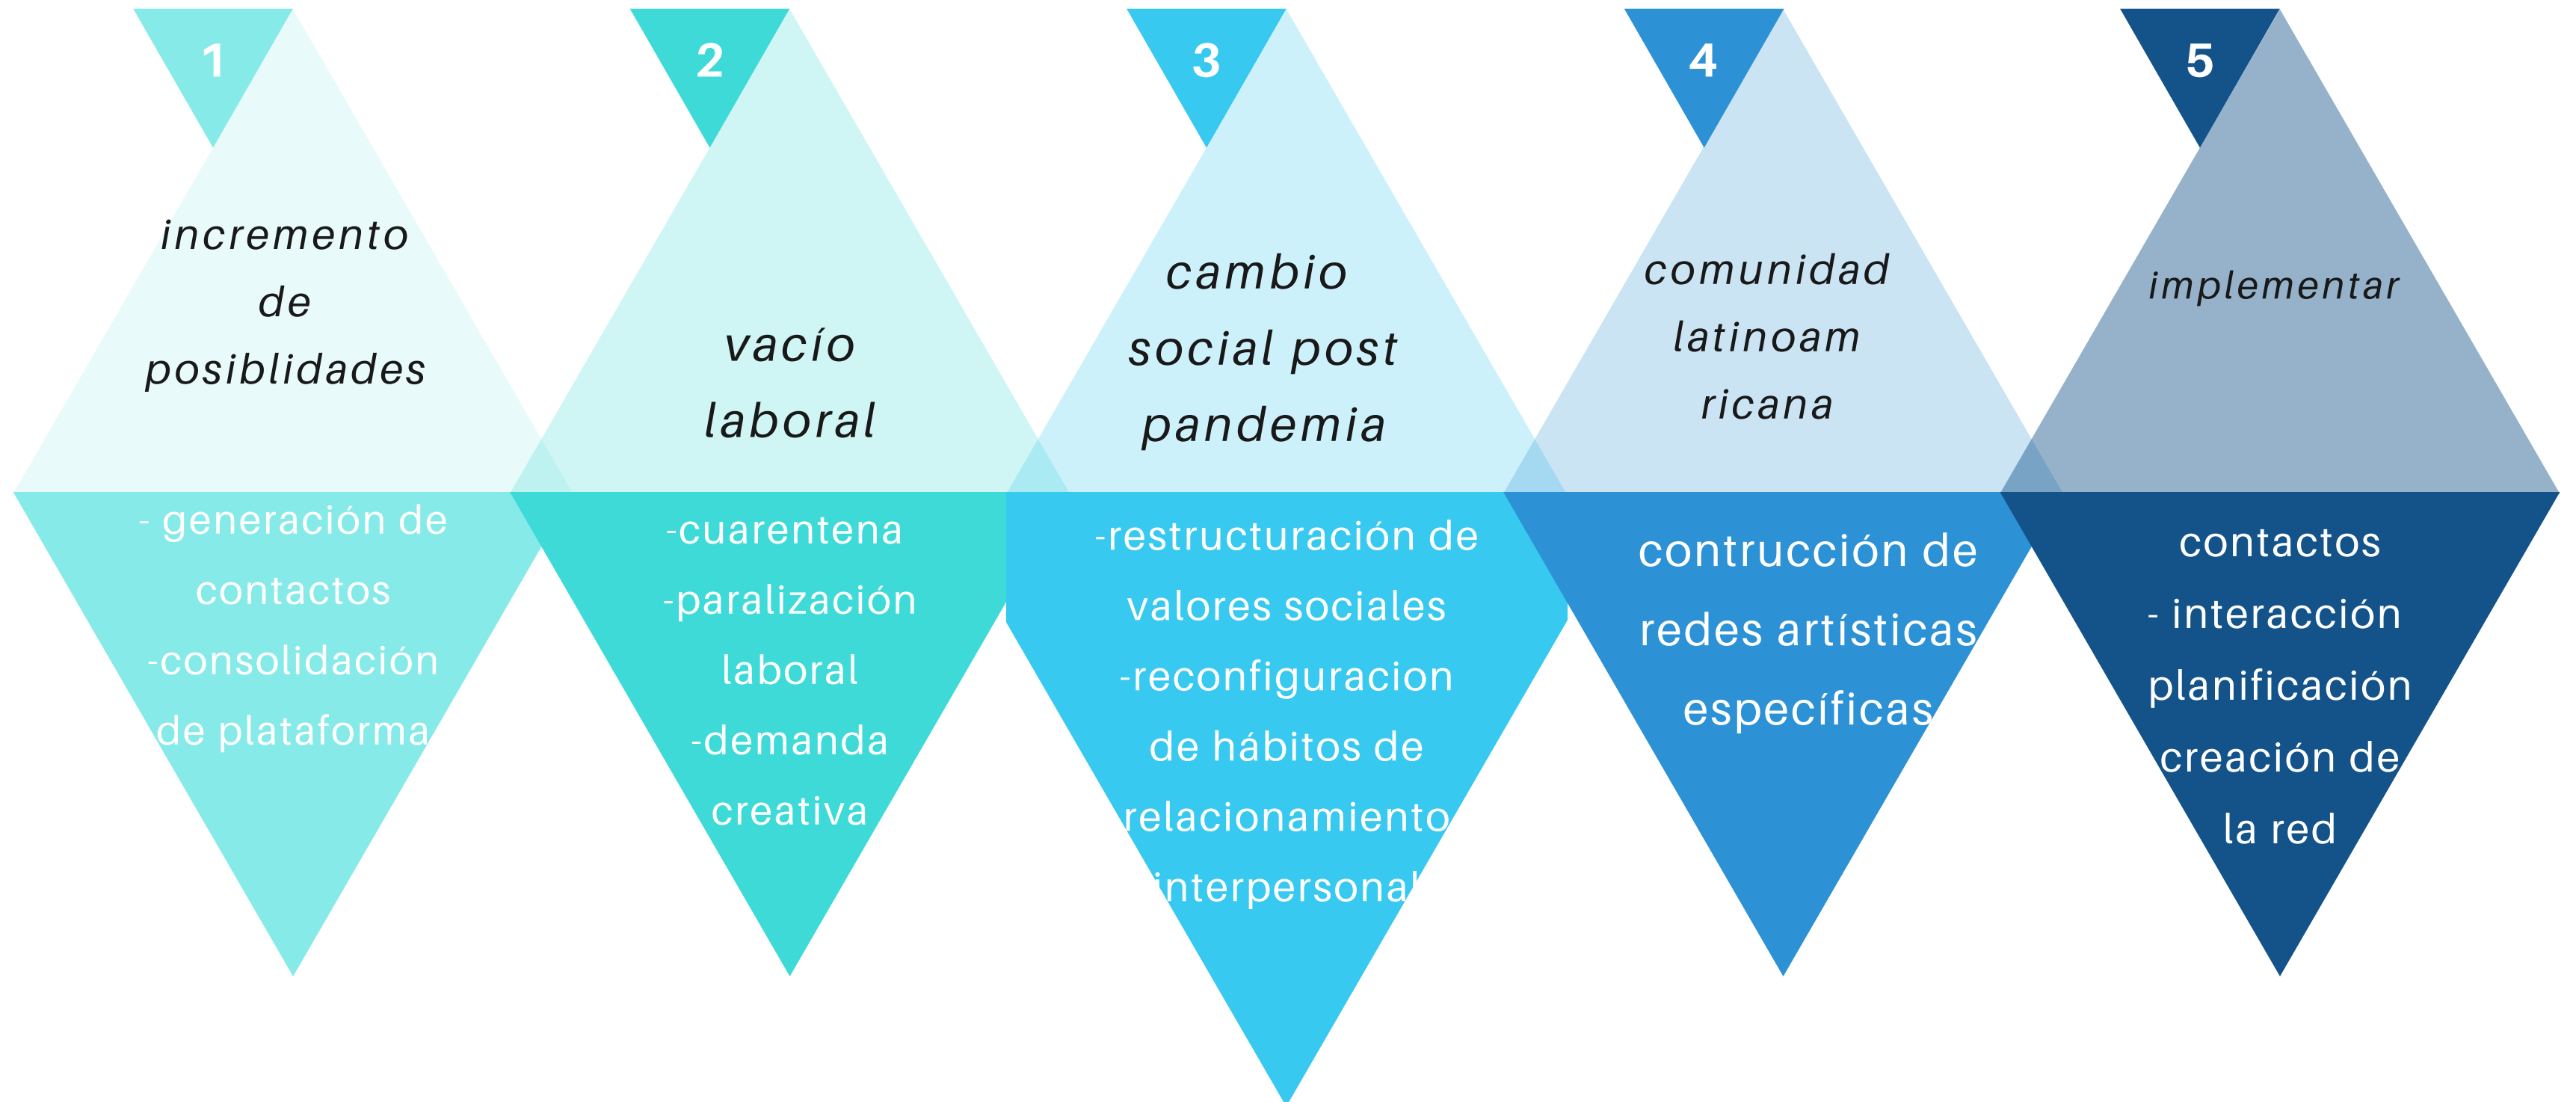 1
incremento
de
posiblidades
- generación de
contactos
-consolidación
de plataforma
2
vacío
laboral
-cuarentena
-paralización
laboral
-demanda
creativa
3
cambio
social post
pandemia
-restructuración de
valores sociales
-reconfiguracion
de hábitos de
relacionamiento
interpersonal
4
comunidad
latinoam
ricana
contrucción de
redes artísticas
específicas
5
implementar
contactos
- interacción
planificación
creación de
la red